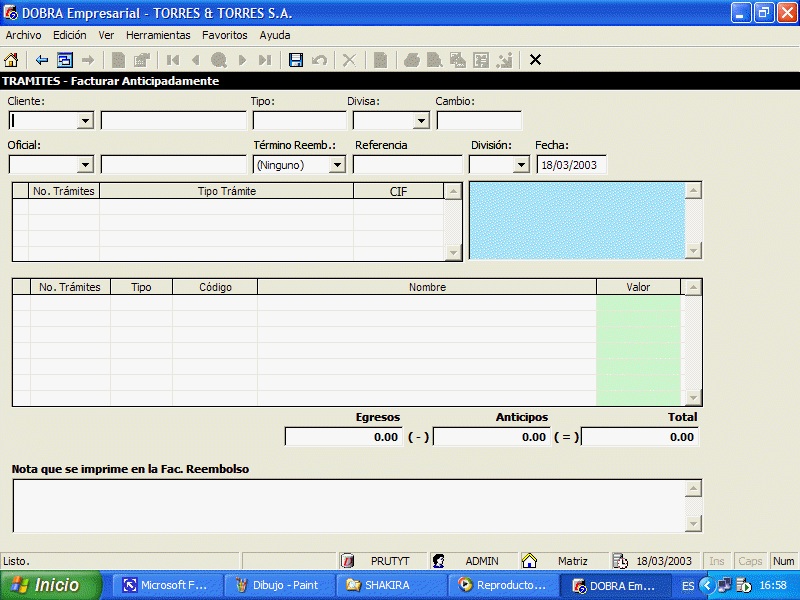 DOBRA Empresarial - TORRES & TORRES S.A.
Archivo Edición Ver Herramientas Favoritos Ayuda
TRAMITES - Facturar Anticipadamente
Cliente: Tipo: Divisa: Cambio:
Oficial: Término Reemb.: Referencia División: Fecha:
(Ninguno) 18/03/2003
No. Trámites Tipo Trámite CIF
No. Trámites Tipo Código Nombre Valor
Egresos Anticipos Total
0.00 ( - ) 0.00 ( = ) 0.00
Nota que se imprime en la Fac. Reembolso
Listo. PRUTYT ADMIN Matriz 18/03/2003 Ins Caps Num
Inicio Microsoft F... Dibujo - Paint SHAKIRA Reproducto... DOBRA Em... ES 16:58